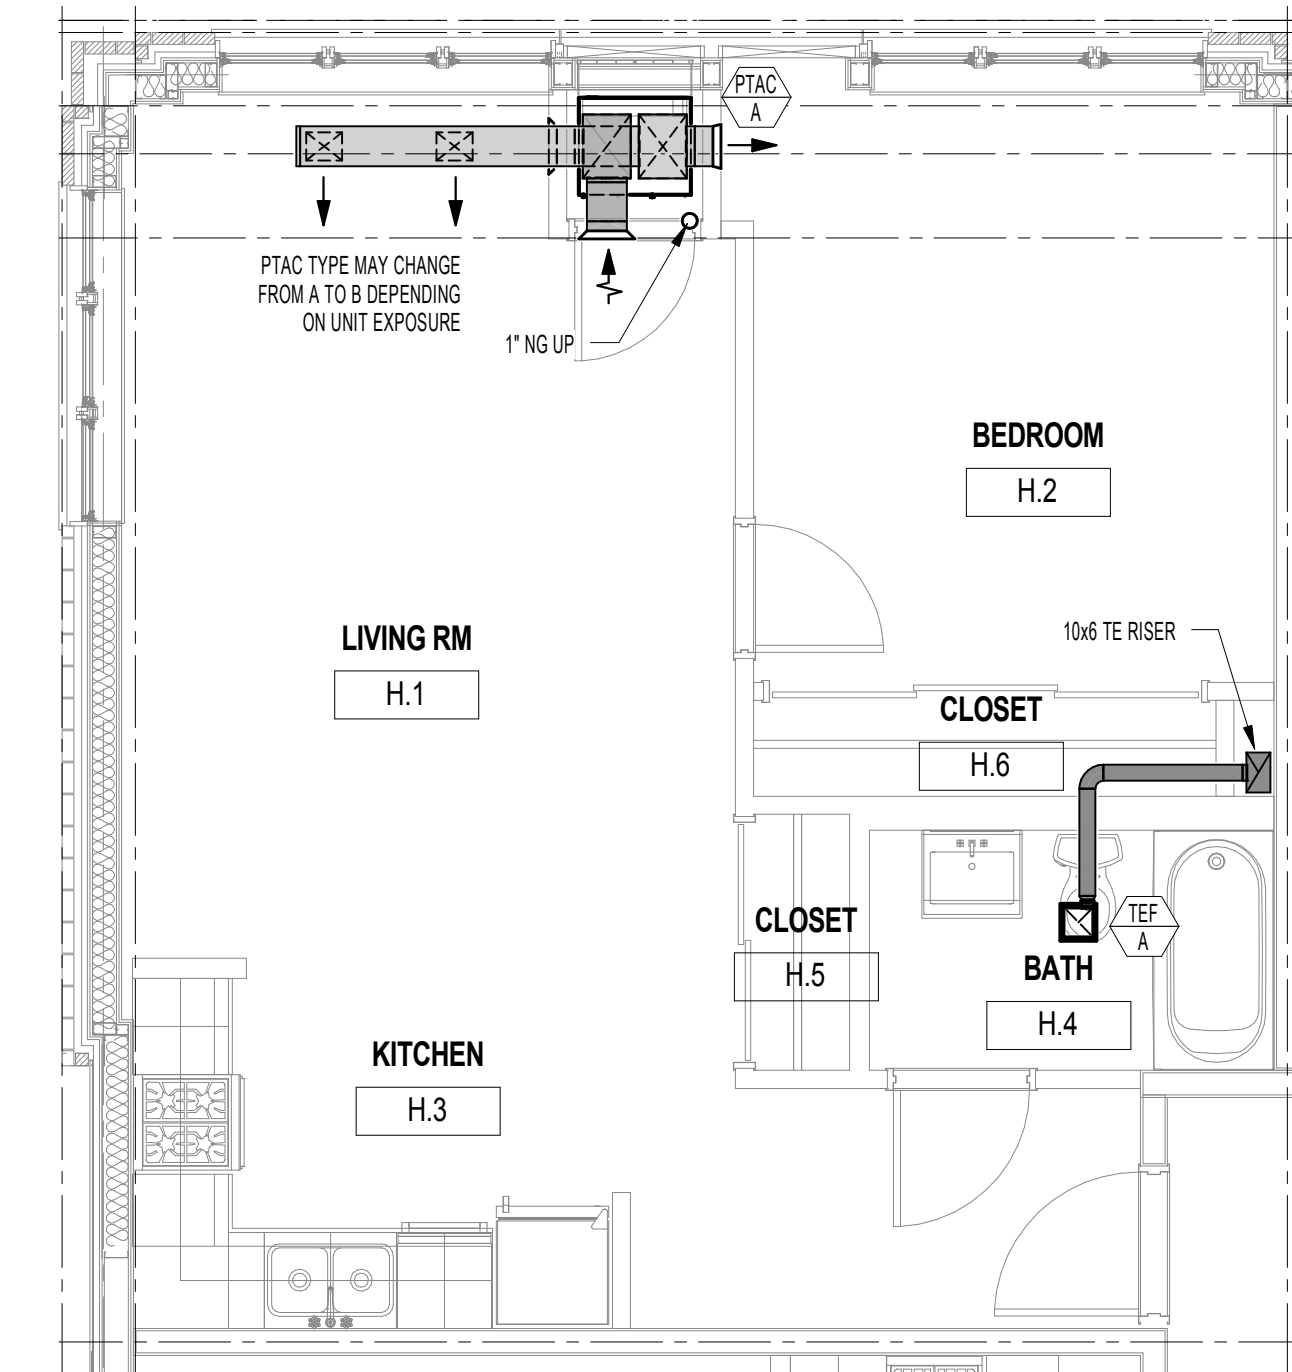 PTAC
A
PTAC TYPE MAY CHANGE
FROM A TO B DEPENDING
ON UNIT EXPOSURE
1" NG UP
BEDROOM
H.2
LIVING RM
H.1
10x6 TE RISER
CLOSET
H.6
CLOSET
H.5
TEF
A
BATH
H.4
KITCHEN
H.3